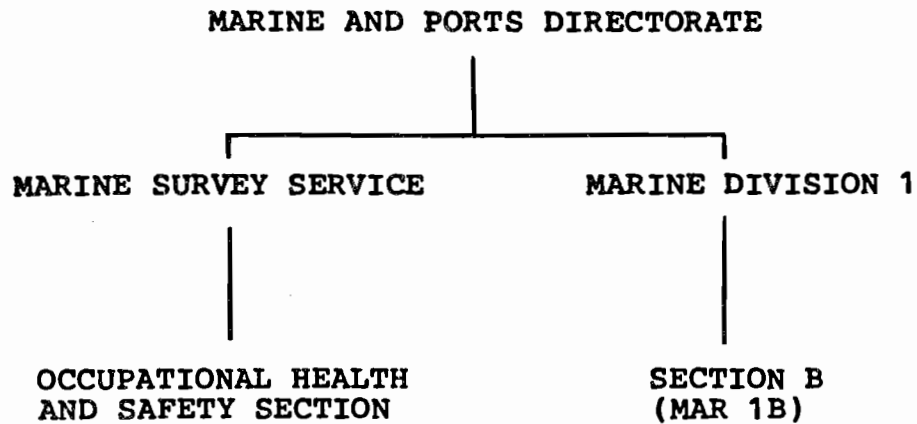 MARINE AND PORTS DIRECTORATE
MARINE SURVEY SERVICE
MARINE DIVISION 1
OCCUPATIONAL HEALTH
AND SAFETY SECTION
SECTION B
(MAR 1B)